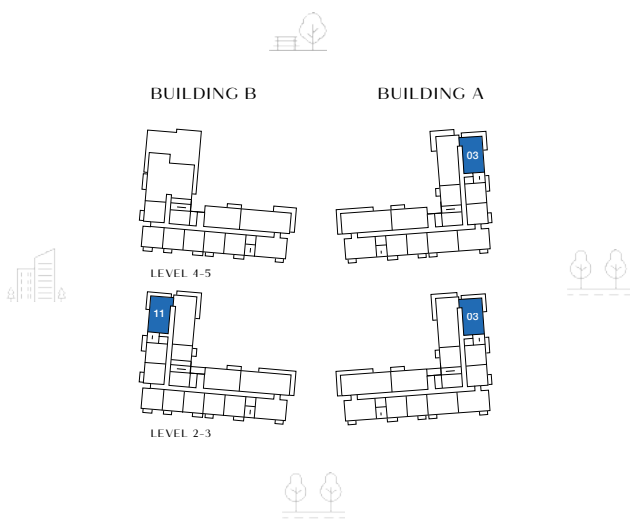 BUILDING B
BUILDING A
03
LEVEL 4-5
11
03
LEVEL 2-3